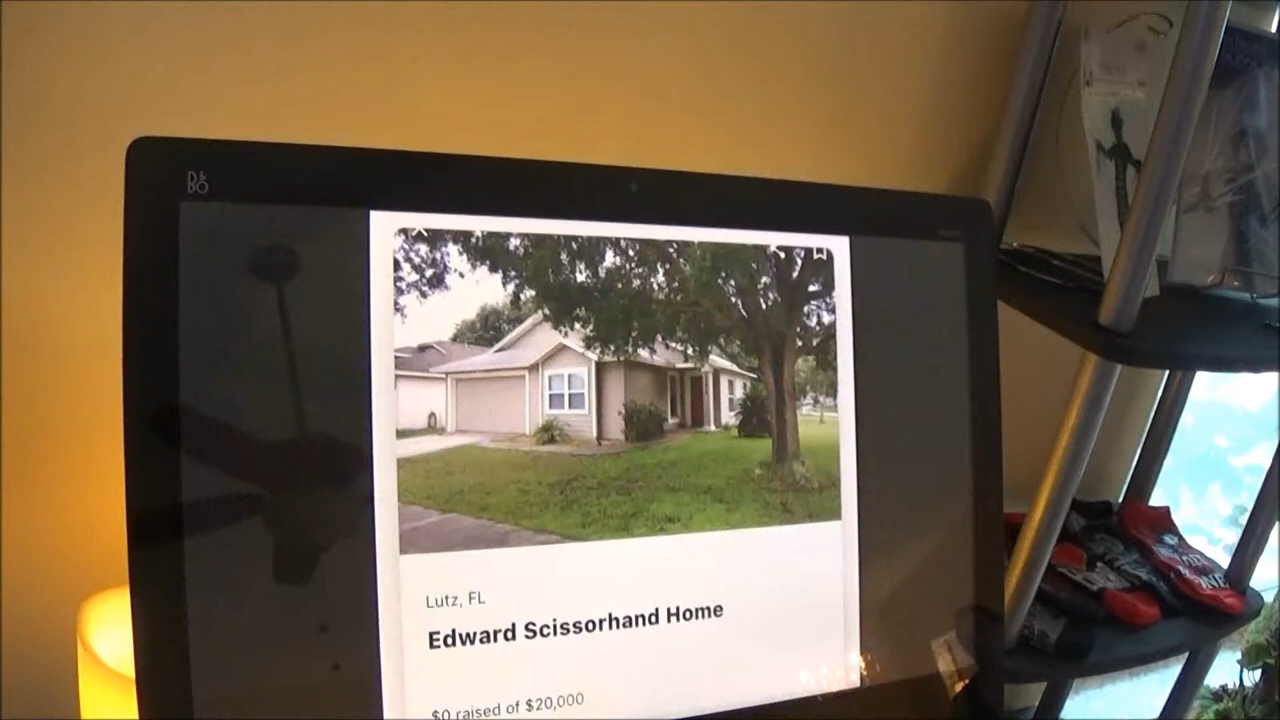 B&O
Lutz, FL
Edward Scissorhand Home
$0 raised of $20,000